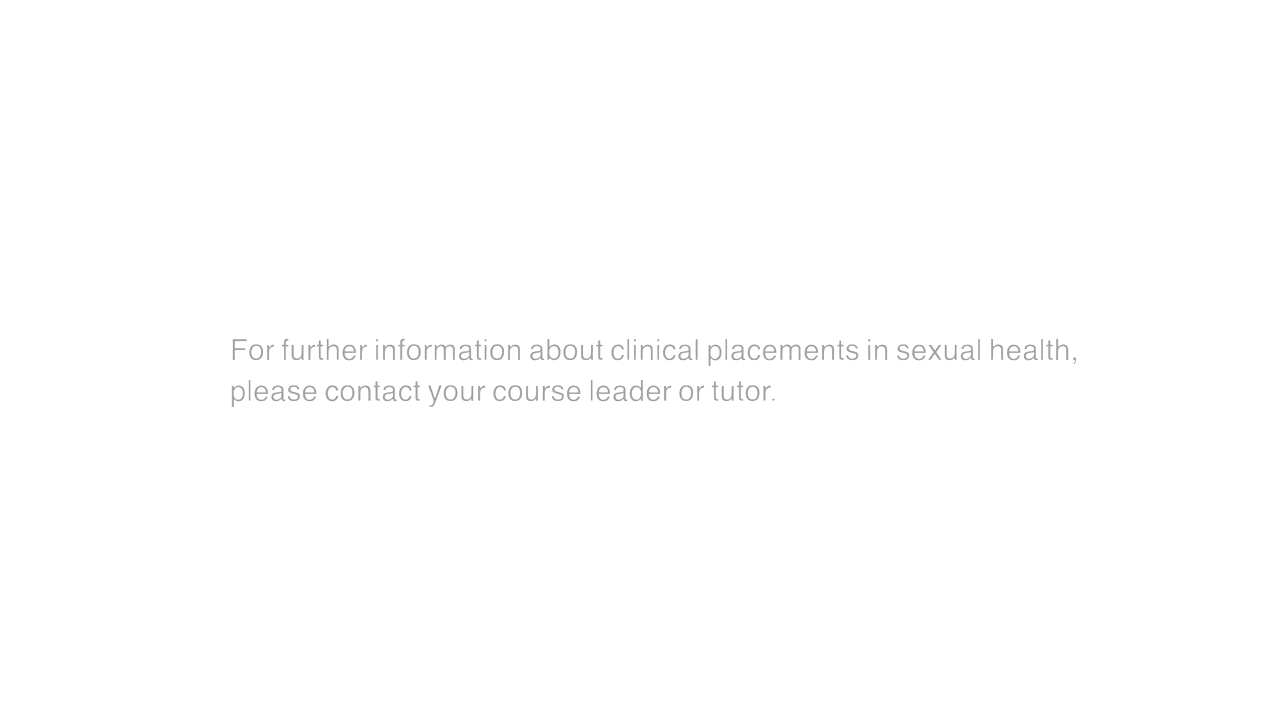 For further information about clinical placements in sexual health,
please contact your course leader or tutor.